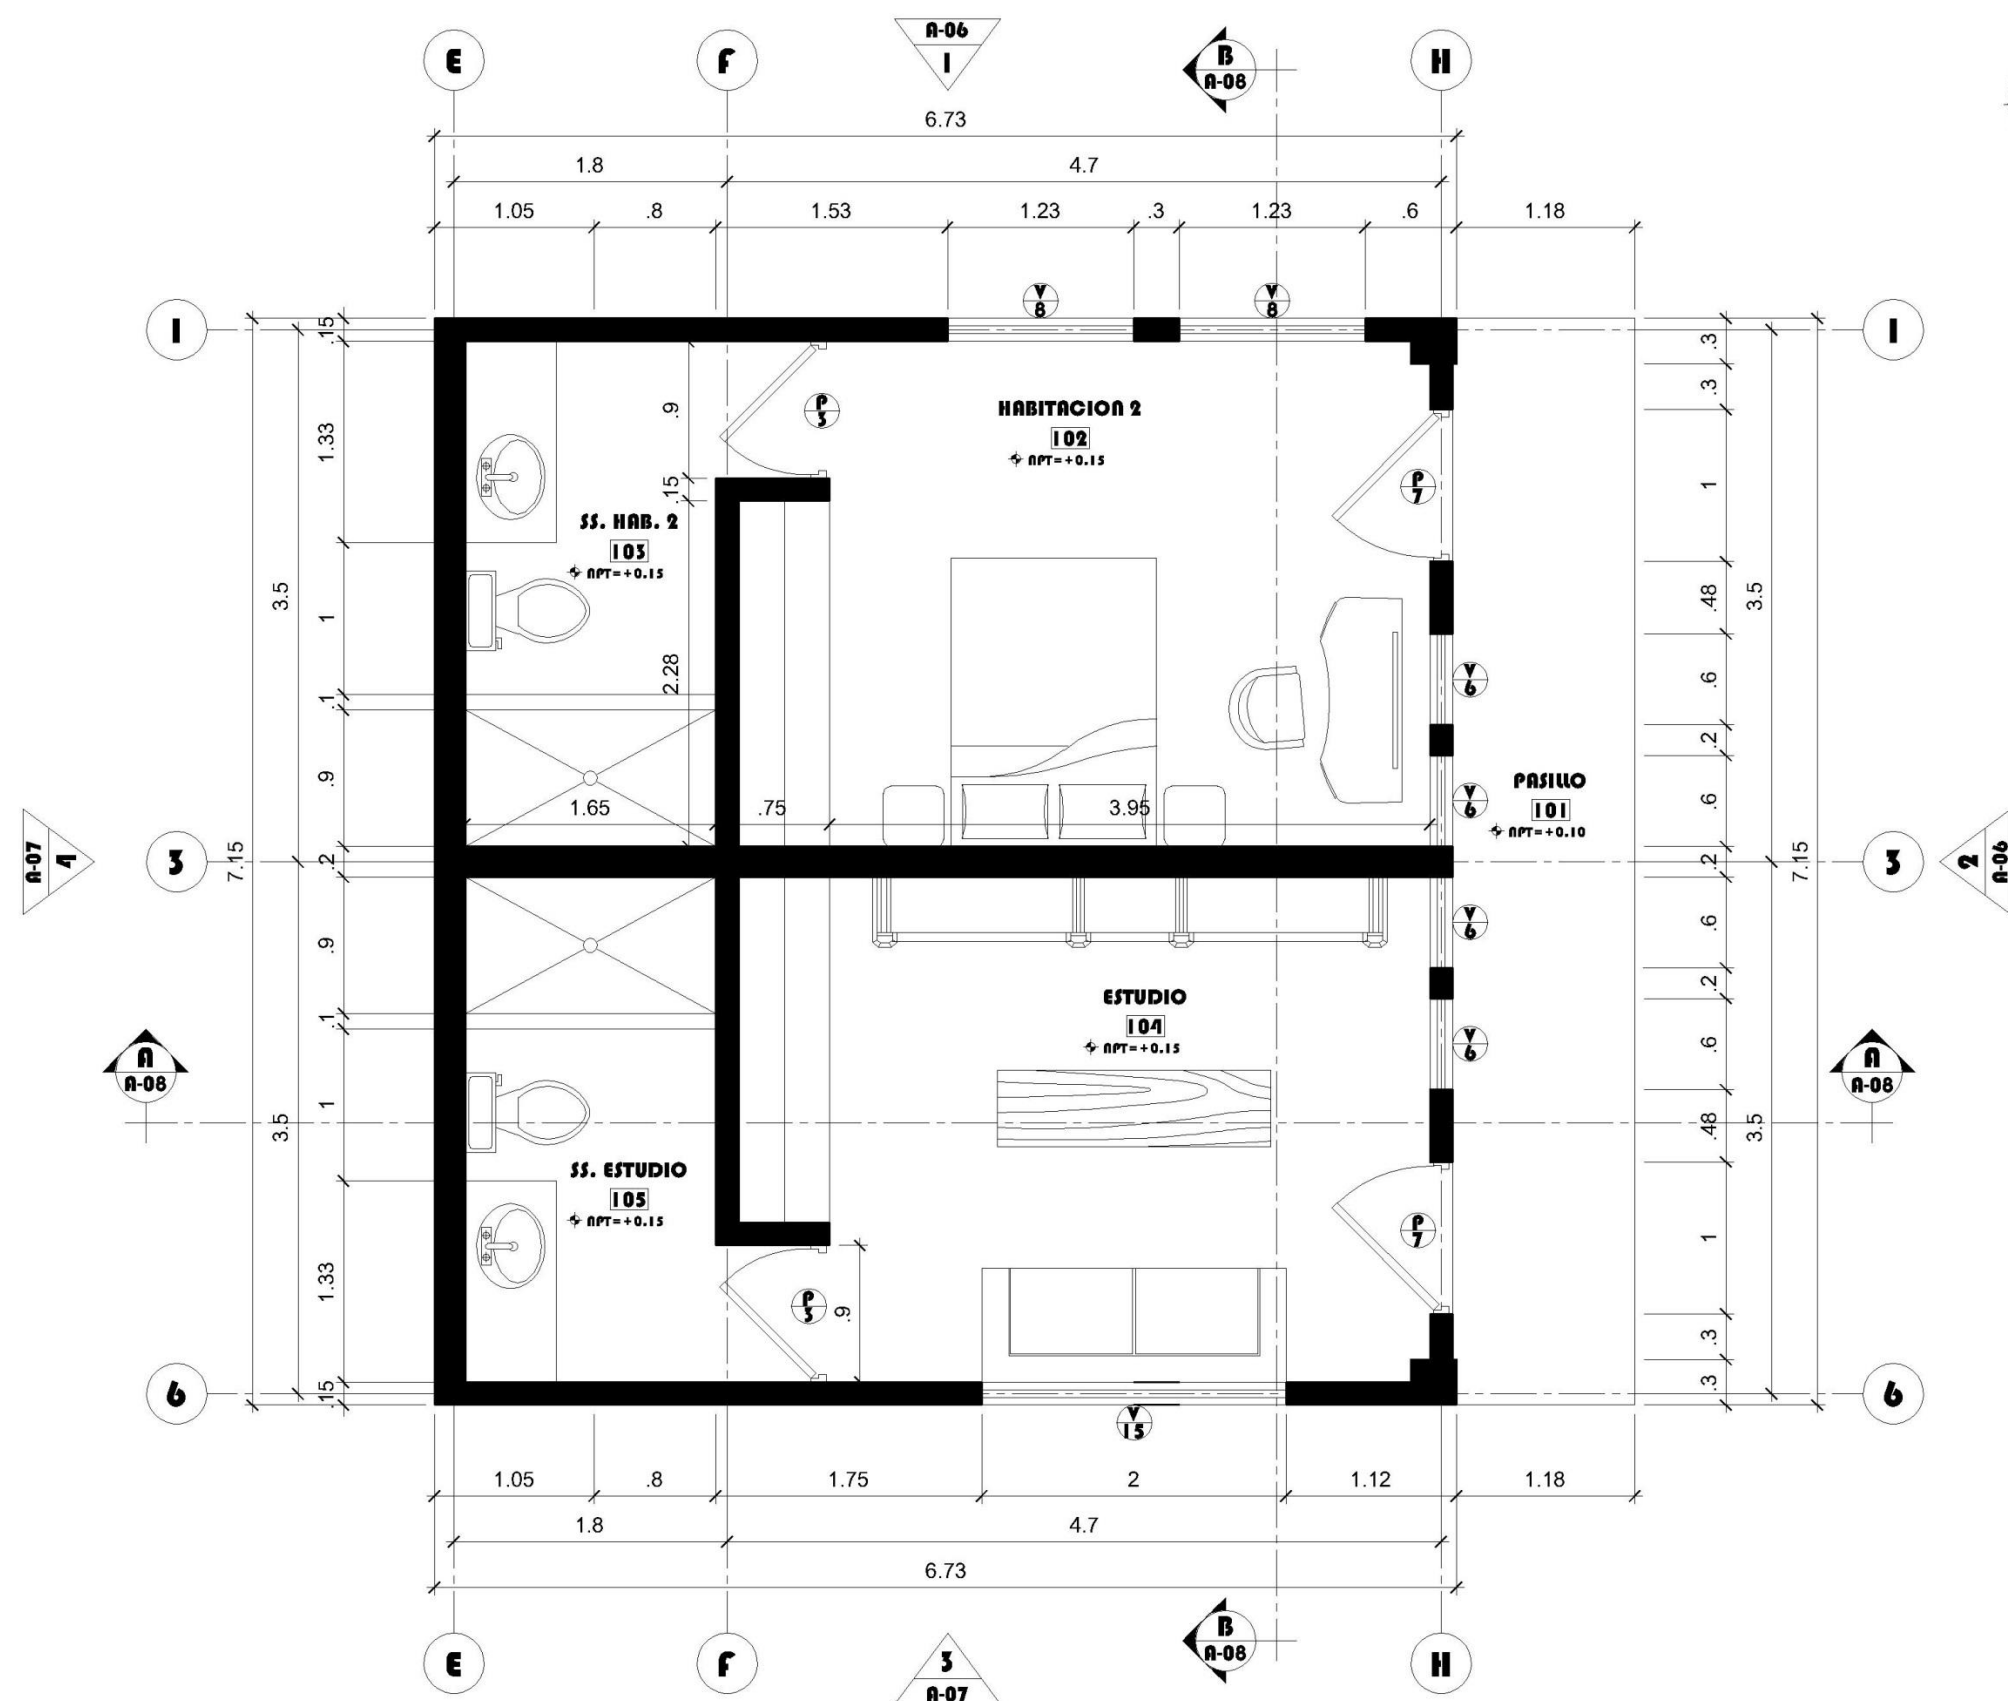 A-06
1
B
A-08
E
F
H
6.73
1.8
4.7
1.05
.8
1.53
1.23
.3
1.23
.6
1.18
V
8
V
8
1
1
.15
.3
.3
1.33
.9
P
3
HABITACION 2
102
NPT=+0.15
P
7
1
.15
SS. HAB. 2
103
NPT=+0.15
3.5
1
.48
3.5
2.28
.6
V
6
.1
.2
.9
1.65
.75
3.95
V
6
.6
PASILLO
101
NPT=+0.10
A-07
4
3
7.15
.2
.2
7.15
3
2
A-06
.9
V
6
.6
.2
ESTUDIO
104
NPT=+0.15
.1
V
6
.6
A
A-08
A
A-08
1
3.5
.48
3.5
SS. ESTUDIO
105
NPT=+0.15
P
7
1
1.33
P
3
.9
.3
.15
.3
6
6
V
15
1.05
.8
1.75
2
1.12
1.18
1.8
4.7
6.73
E
F
H
B
A-08
3
A-07